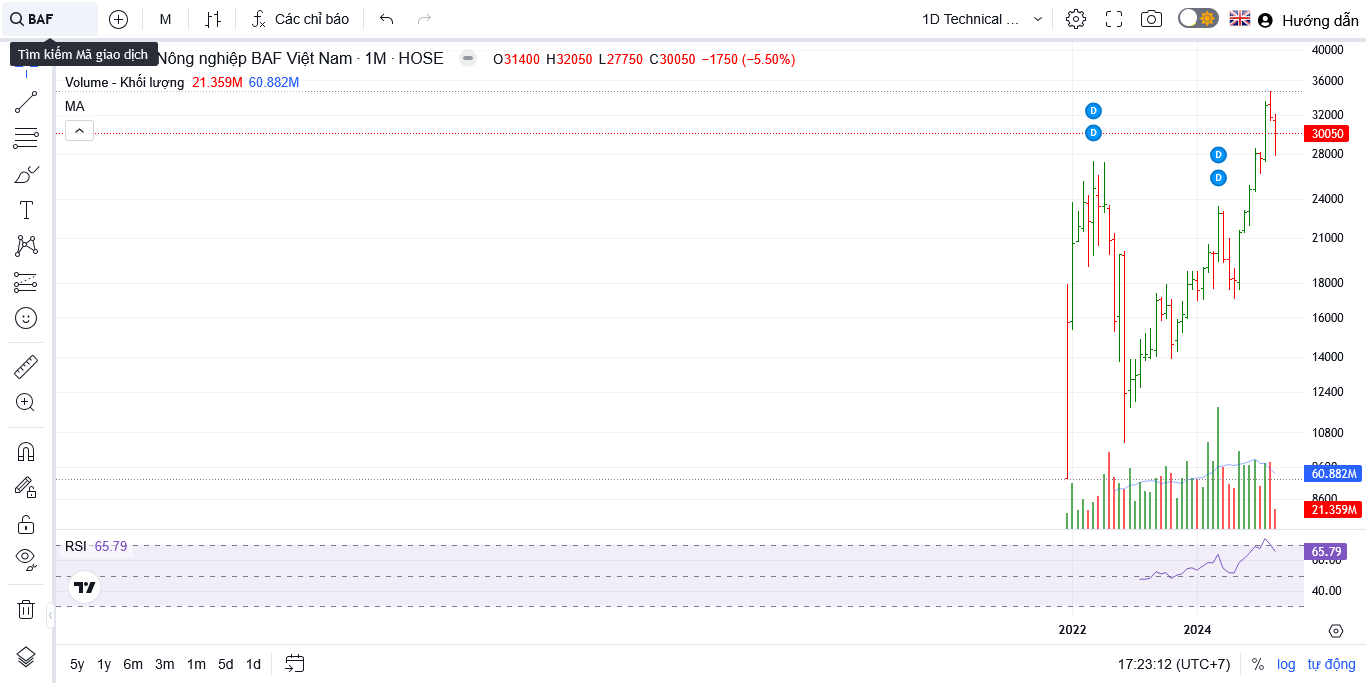 BAF
M
Các chỉ báo
1D Technical ...
Hướng dẫn
Tìm kiếm Mã giao dịch
Nông nghiệp BAF Việt Nam · 1M · HOSE
O31400 H32050 L27750 C30050 −1750 (−5.50%)
Volume - Khối lượng 21.359M 60.882M
MA
D
D
D
D
40000
36000
32000
30050
28000
24000
21000
18000
16000
14000
12400
10800
60.882M
8600
21.359M
RSI 65.79
65.79
60.00
40.00
2022
2024
5y 1y 6m 3m 1m 5d 1d
17:23:12 (UTC+7)
% log tự động